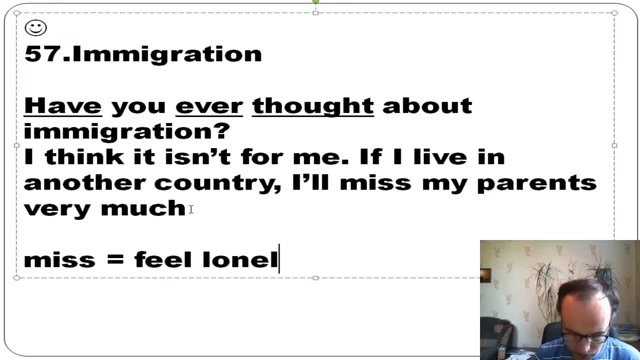 57.Immigration
Have you ever thought about
immigration?
I think it isn't for me. If I live in
another country, I'll miss my parents
very much
miss = feel lonel